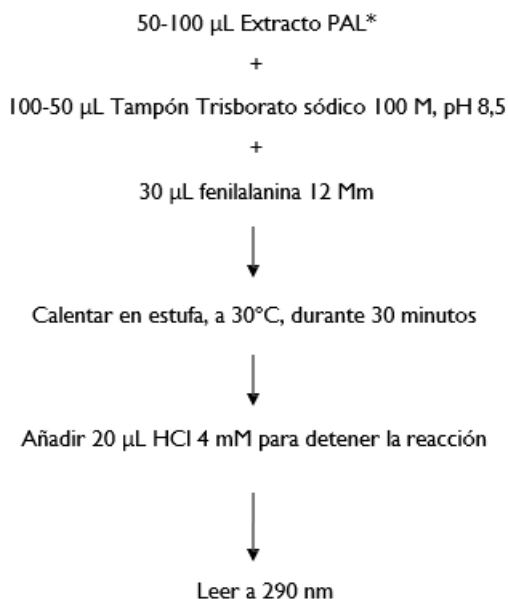 50-100 µL Extracto PAL*
+
100-50 µL Tampón Trisborato sódico 100 M, pH 8,5
+
30 µL fenilalanina 12 Mm
Calentar en estufa, a 30°C, durante 30 minutos
Añadir 20 µL HCl 4 mM para detener la reacción
Leer a 290 nm